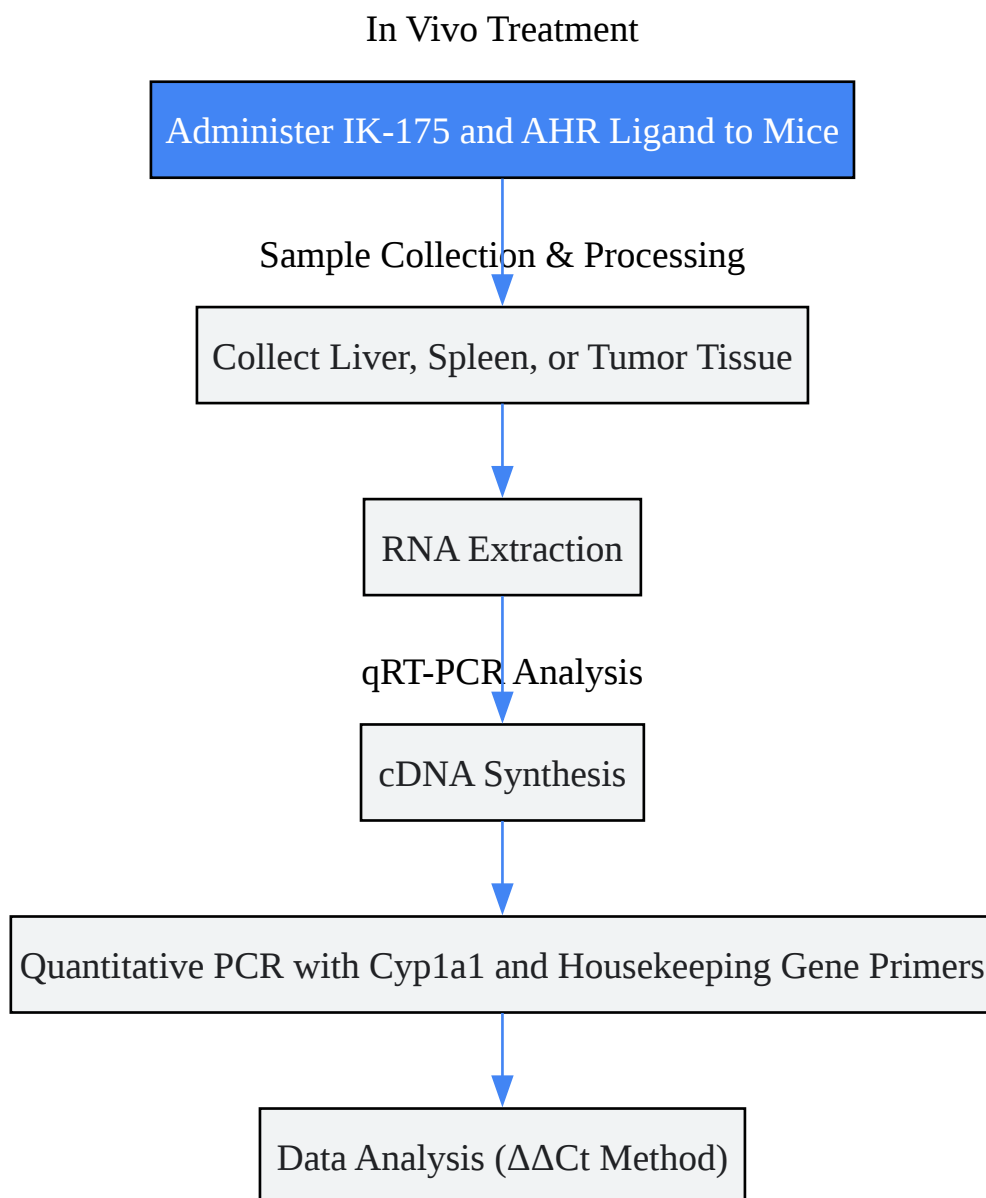 In Vivo Treatment
Administer IK-175 and AHR Ligand to Mice
Sample Collection & Processing
Collect Liver, Spleen, or Tumor Tissue
RNA Extraction
qRT-PCR Analysis
cDNA Synthesis
Quantitative PCR with Cyp1a1 and Housekeeping Gene Primers
Data Analysis (ΔΔCt Method)